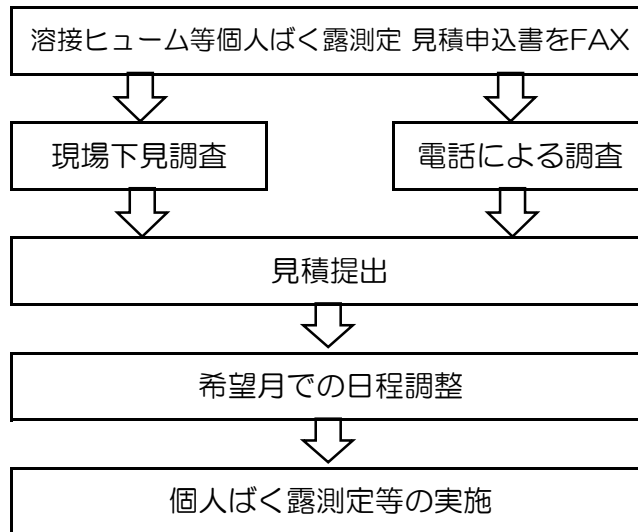 溶接ヒューム等個人ばく露測定 見積申込書をFAX
現場下見調査
電話による調査
見積提出
希望月での日程調整
個人ばく露測定等の実施